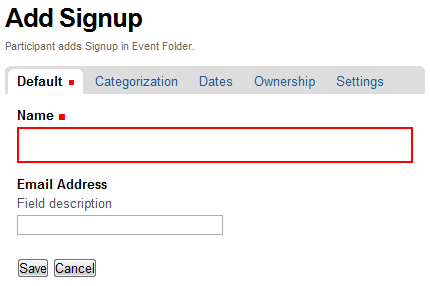 Add Signup
Participant adds Signup in Event Folder.
Default Categorization Dates Ownership Settings
Name
Email Address
Field description
Save Cancel